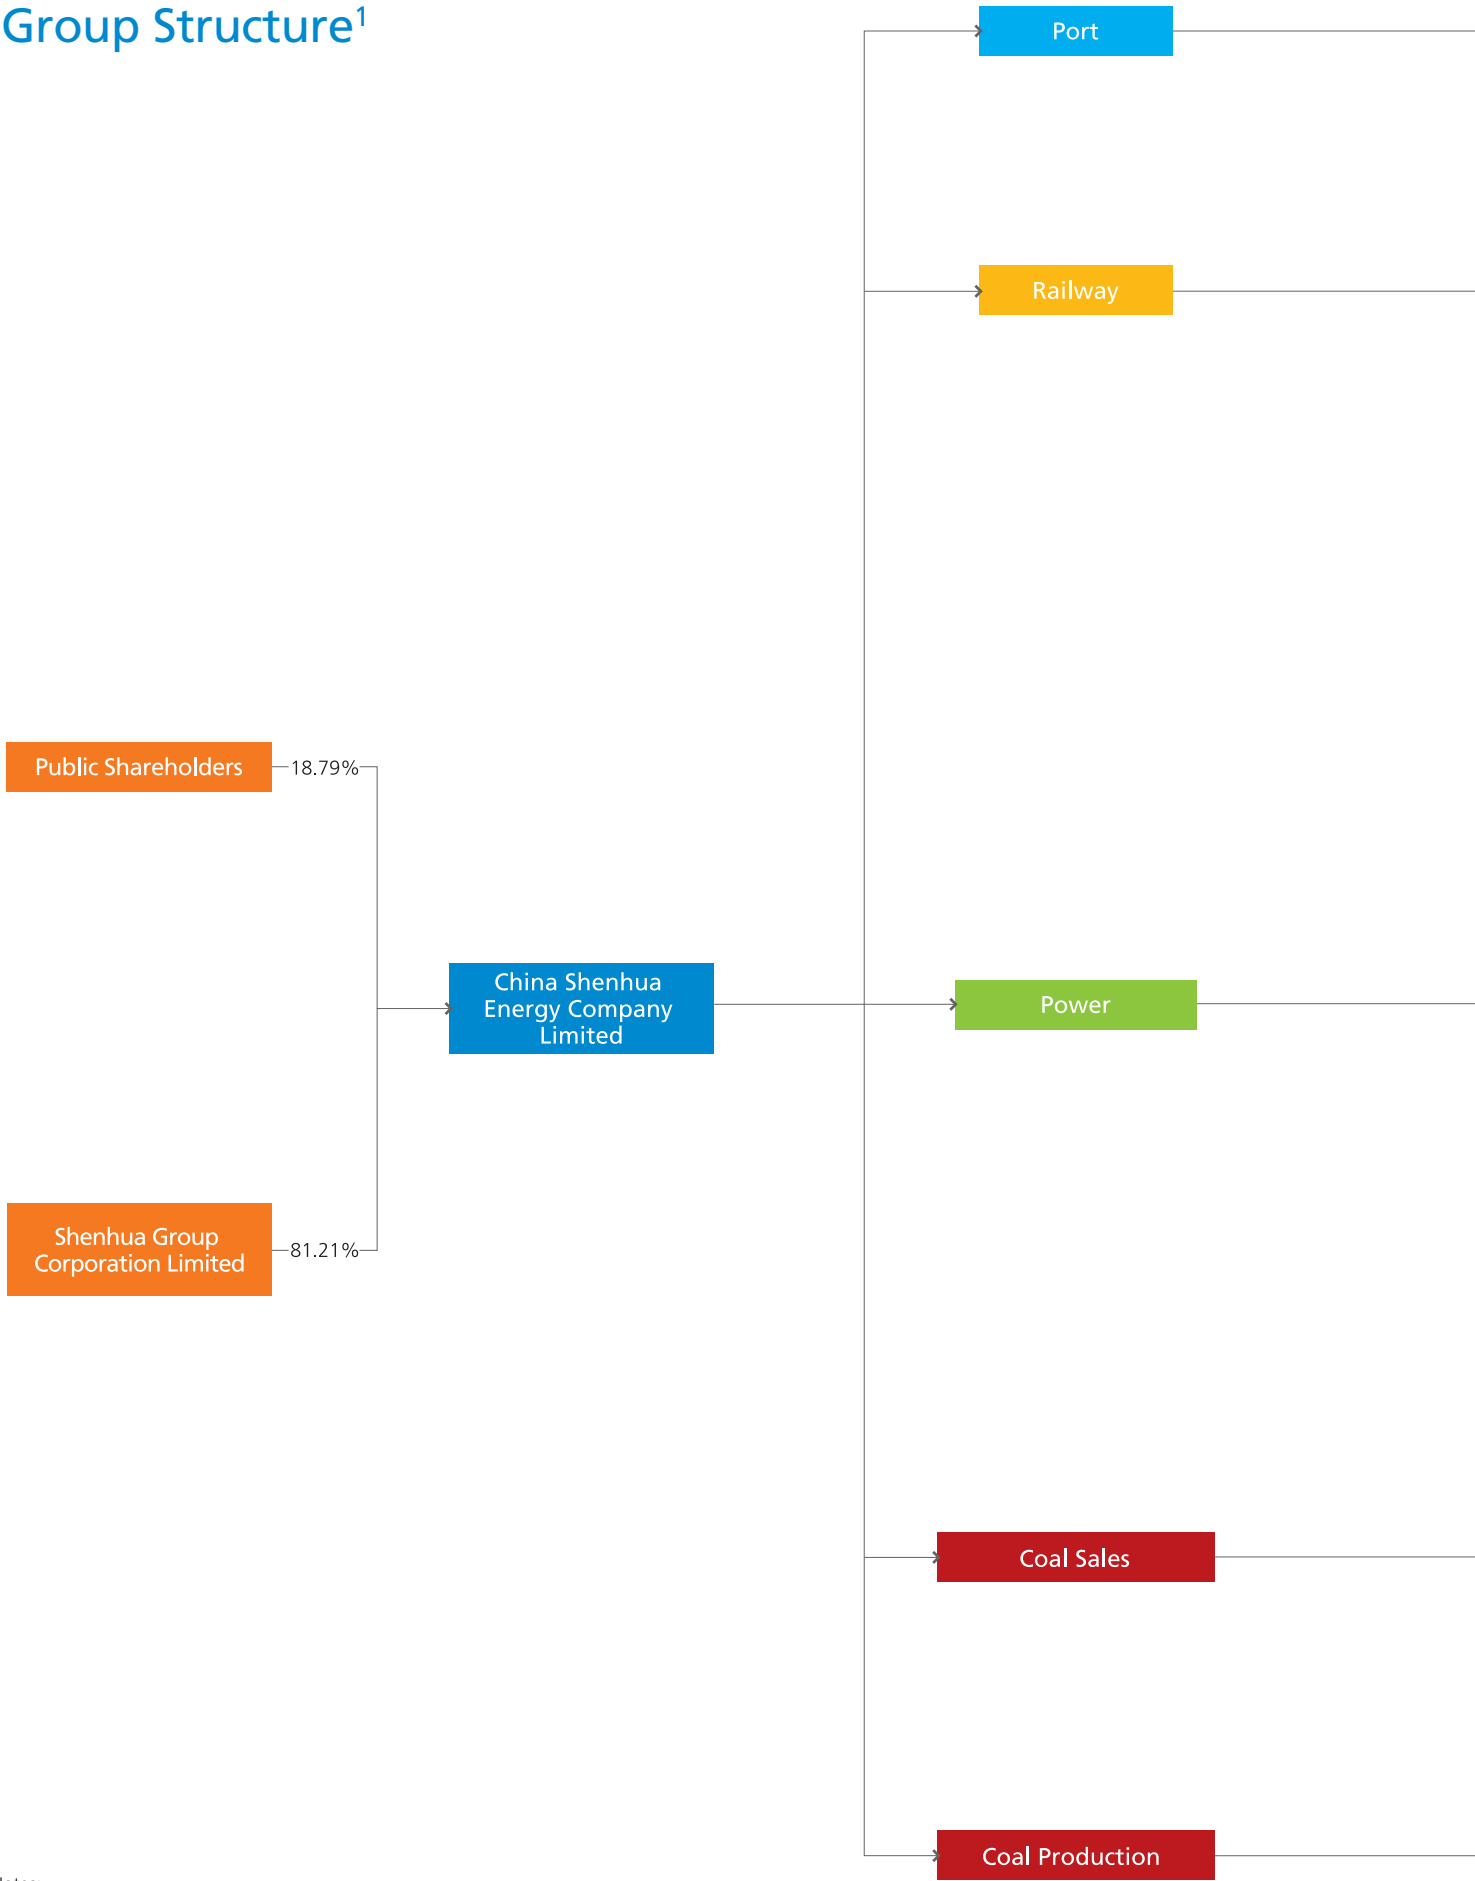 Group Structure1
Port
Railway
Public Shareholders
18.79%
China Shenhua
Energy Company
Limited
Power
Shenhua Group
Corporation Limited
81.21%
Coal Sales
Coal Production